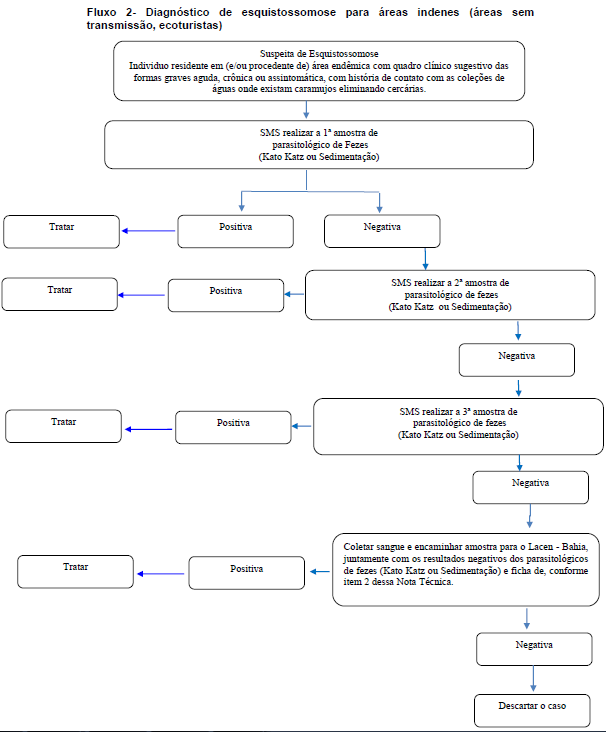 Fluxo 2- Diagnóstico de esquistossomose para áreas indenes (áreas sem
transmissão, ecoturistas)
Suspeita de Esquistossomose
Individuo residente em (e/ou procedente de) área endêmica com quadro clínico sugestivo das
formas graves aguda, crônica ou assintomática, com história de contato com as coleções de
águas onde existam caramujos eliminando cercárias.
SMS realizar a 1ª amostra de
parasitológico de Fezes
(Kato Katz ou Sedimentação)
Tratar
Positiva
Negativa
Tratar
Positiva
SMS realizar a 2ª amostra de
parasitológico de fezes
(Kato Katz ou Sedimentação)
Negativa
Tratar
Positiva
SMS realizar a 3ª amostra de
parasitológico de fezes
(Kato Katz ou Sedimentação)
Negativa
Coletar sangue e encaminhar amostra para o Lacen - Bahia,
juntamente com os resultados negativos dos parasitológicos
de fezes (Kato Katz ou Sedimentação) e ficha de, conforme
item 2 dessa Nota Técnica.
Tratar
Positiva
Negativa
Descartar o caso